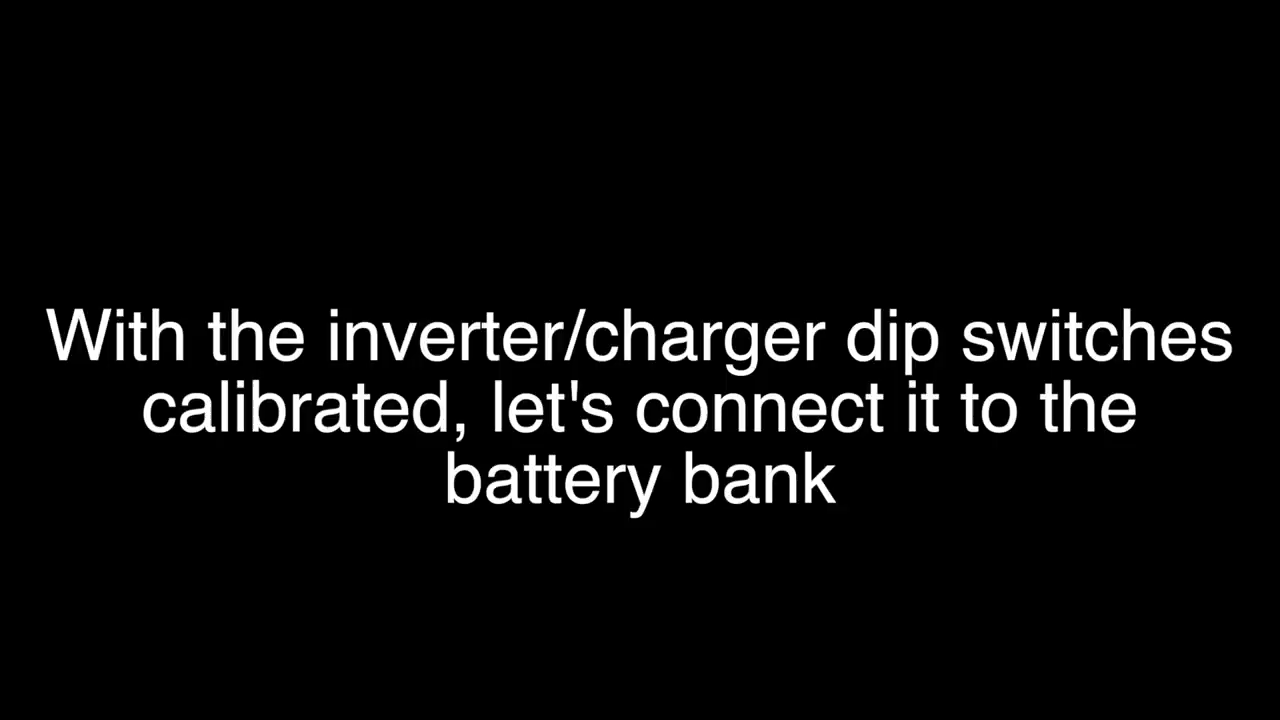 With the inverter/charger dip switches
calibrated, let's connect it to the
battery bank